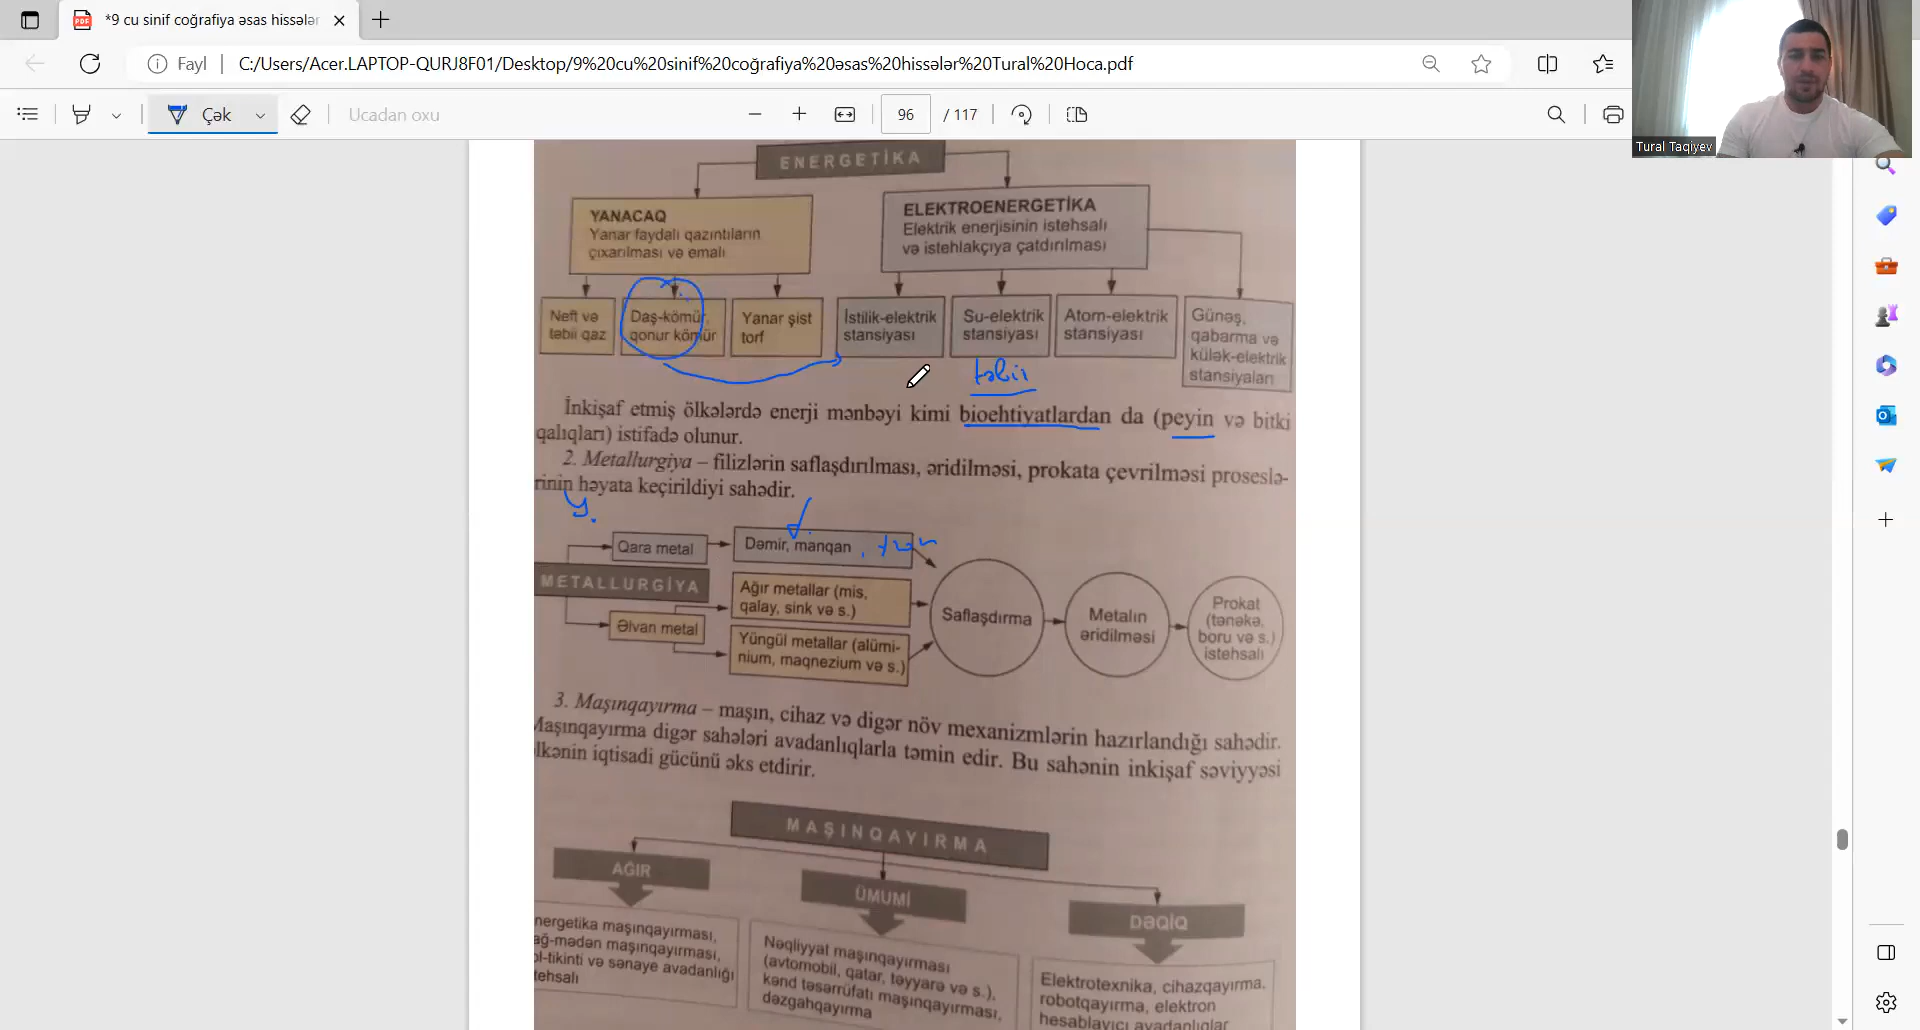 *9 cu sinif coğrafiya əsas hissələr
Fayl
C:/Users/Acer.LAPTOP-QURJ8F01/Desktop/9%20cu%20sinif%20coğrafiya%20əsas%20hissələr%20Tural%20Hoca.pdf
Çək
Ucadan oxu
96 / 117
Tural Taqiyev
ENERGETİKA
YANACAQ
Yanar faydalı qazıntıların
çıxarılması və emalı
ELEKTROENERGETİKA
Elektrik enerjisinin istehsalı
və istehlakçıya çatdırılması
Neft və
təbii qaz
Daş-kömür,
qonur kömür
Yanar şist
torf
İstilik-elektrik
stansiyası
Su-elektrik
stansiyası
Atom-elektrik
stansiyası
Günəş,
qabarma və
külək-elektrik
stansiyaları
İnkişaf etmiş ölkələrdə enerji mənbəyi kimi bioehtiyatlardan da (peyin və bitki
qalıqları) istifadə olunur.
2. Metallurgiya – filizlərin saflaşdırılması, əridilməsi, prokata çevrilməsi proseslə-
rinin həyata keçirildiyi sahədir.
y.
METALLURGİYA
Qara metal
Dəmir, manqan
Əlvan metal
Ağır metallar (mis,
qalay, sink və s.)
Yüngül metallar (alümi-
nium, maqnezium və s.)
Saflaşdırma
Metalın
əridilməsi
Prokat
(tənəkə,
boru və s.)
istehsalı
3. Maşınqayırma – maşın, cihaz və digər növ mexanizmlərin hazırlandığı sahədir.
Maşınqayırma digər sahələri avadanlıqlarla təmin edir. Bu sahənin inkişaf səviyyəsi
lkənin iqtisadi gücünü əks etdirir.
MAŞINQAYIRMA
AĞIR
ÜMUMİ
DƏQİQ
nergetika maşınqayırması,
ağ-mədən maşınqayırması,
ol-tikinti və sənaye avadanlığı
tehsalı
Nəqliyyat maşınqayırması
(avtomobil, qatar, təyyarə və s.),
kənd təsərrüfatı maşınqayırması,
dəzgahqayırma
Elektrotexnika, cihazqayırma,
robotqayırma, elektron
hesablayıcı avadanlıqlar